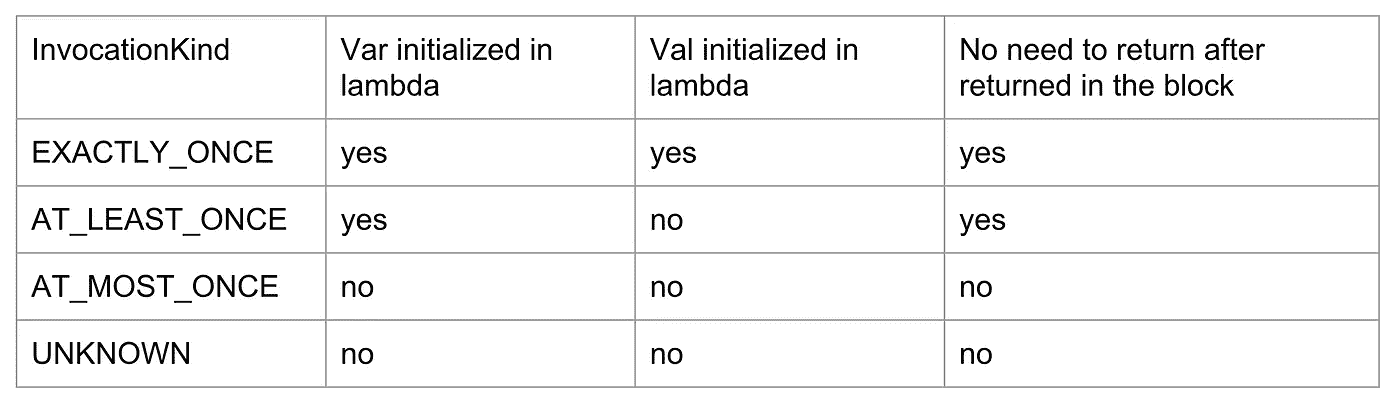 InvocationKind
Var initialized in
lambda
Val initialized in
lambda
No need to return after
returned in the block
EXACTLY_ONCE yes yes yes
AT_LEAST_ONCE yes no yes
AT_MOST_ONCE no no no
UNKNOWN no no no